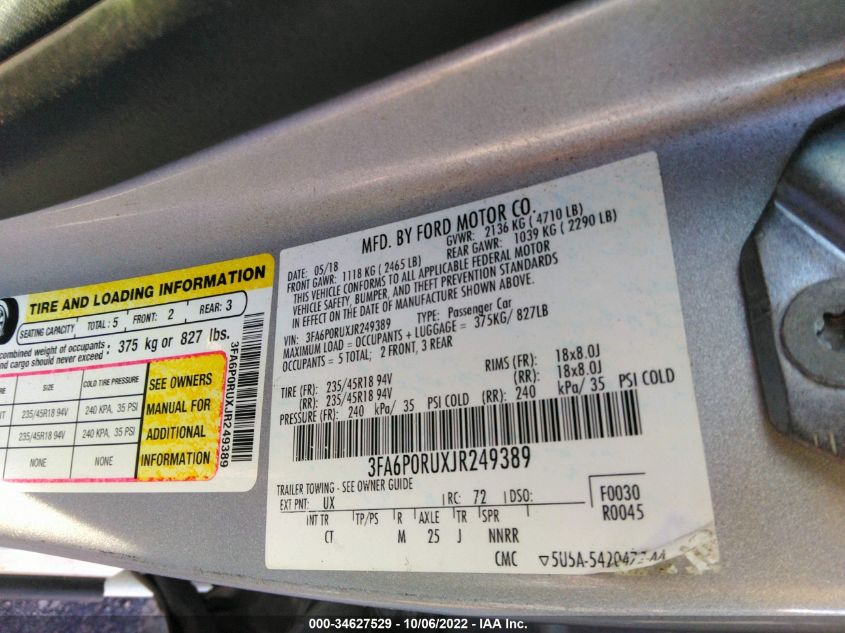 TIRE AND LOADING INFORMATION
SEATING CAPACITY TOTAL: 5 FRONT: 2 REAR: 3
combined weight of occupants and cargo should never exceed: 375 kg or 827 lbs.
SIZE COLD TIRE PRESSURE
235/45R18 94V 240 KPA, 35 PSI
235/45R18 94V 240 KPA, 35 PSI
NONE NONE
SEE OWNERS
MANUAL FOR
ADDITIONAL
INFORMATION
3FA6P0RUXJR249389
MFD. BY FORD MOTOR CO.
DATE: 05/18 GVWR: 2136 KG ( 4710 LB)
FRONT GAWR: 1118 KG ( 2465 LB) REAR GAWR: 1039 KG ( 2290 LB)
THIS VEHICLE CONFORMS TO ALL APPLICABLE FEDERAL MOTOR
VEHICLE SAFETY, BUMPER, AND THEFT PREVENTION STANDARDS
IN EFFECT ON THE DATE OF MANUFACTURE SHOWN ABOVE.
VIN: 3FA6P0RUXJR249389 TYPE: Passenger Car
MAXIMUM LOAD = OCCUPANTS + LUGGAGE = 375KG/ 827LB
OCCUPANTS = 5 TOTAL; 2 FRONT, 3 REAR
TIRE (FR): 235/45R18 94V RIMS (FR): 18x8.0J
(RR): 235/45R18 94V (RR): 18x8.0J
PRESSURE (FR): 240 kPa/ 35 PSI COLD (RR): 240 kPa/ 35 PSI COLD
3FA6P0RUXJR249389
TRAILER TOWING - SEE OWNER GUIDE
EXT PNT: UX RC: 72 DSO: F0030
R0045
INT TR TP/PS R AXLE TR SPR
CT M 25 J NNRR
CMC
000-34627529 - 10/06/2022 - IAA Inc.